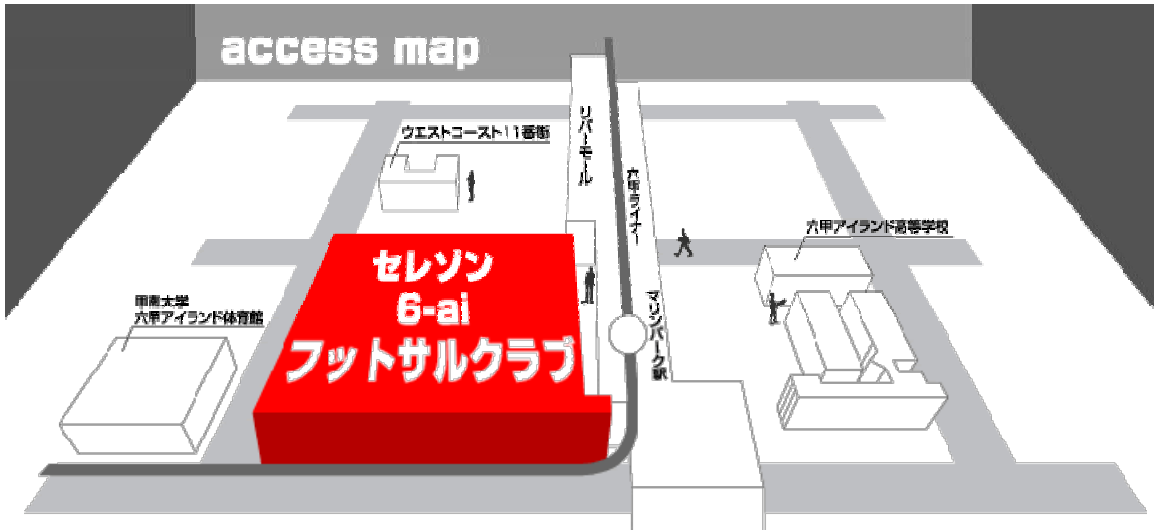 access map
リバーモール
ウエストコースト11番街
六甲ライナー
六甲アイランド高等学校
セレソン
6-ai
フットサルクラブ
甲南大学
六甲アイランド体育館
マリンパーク駅